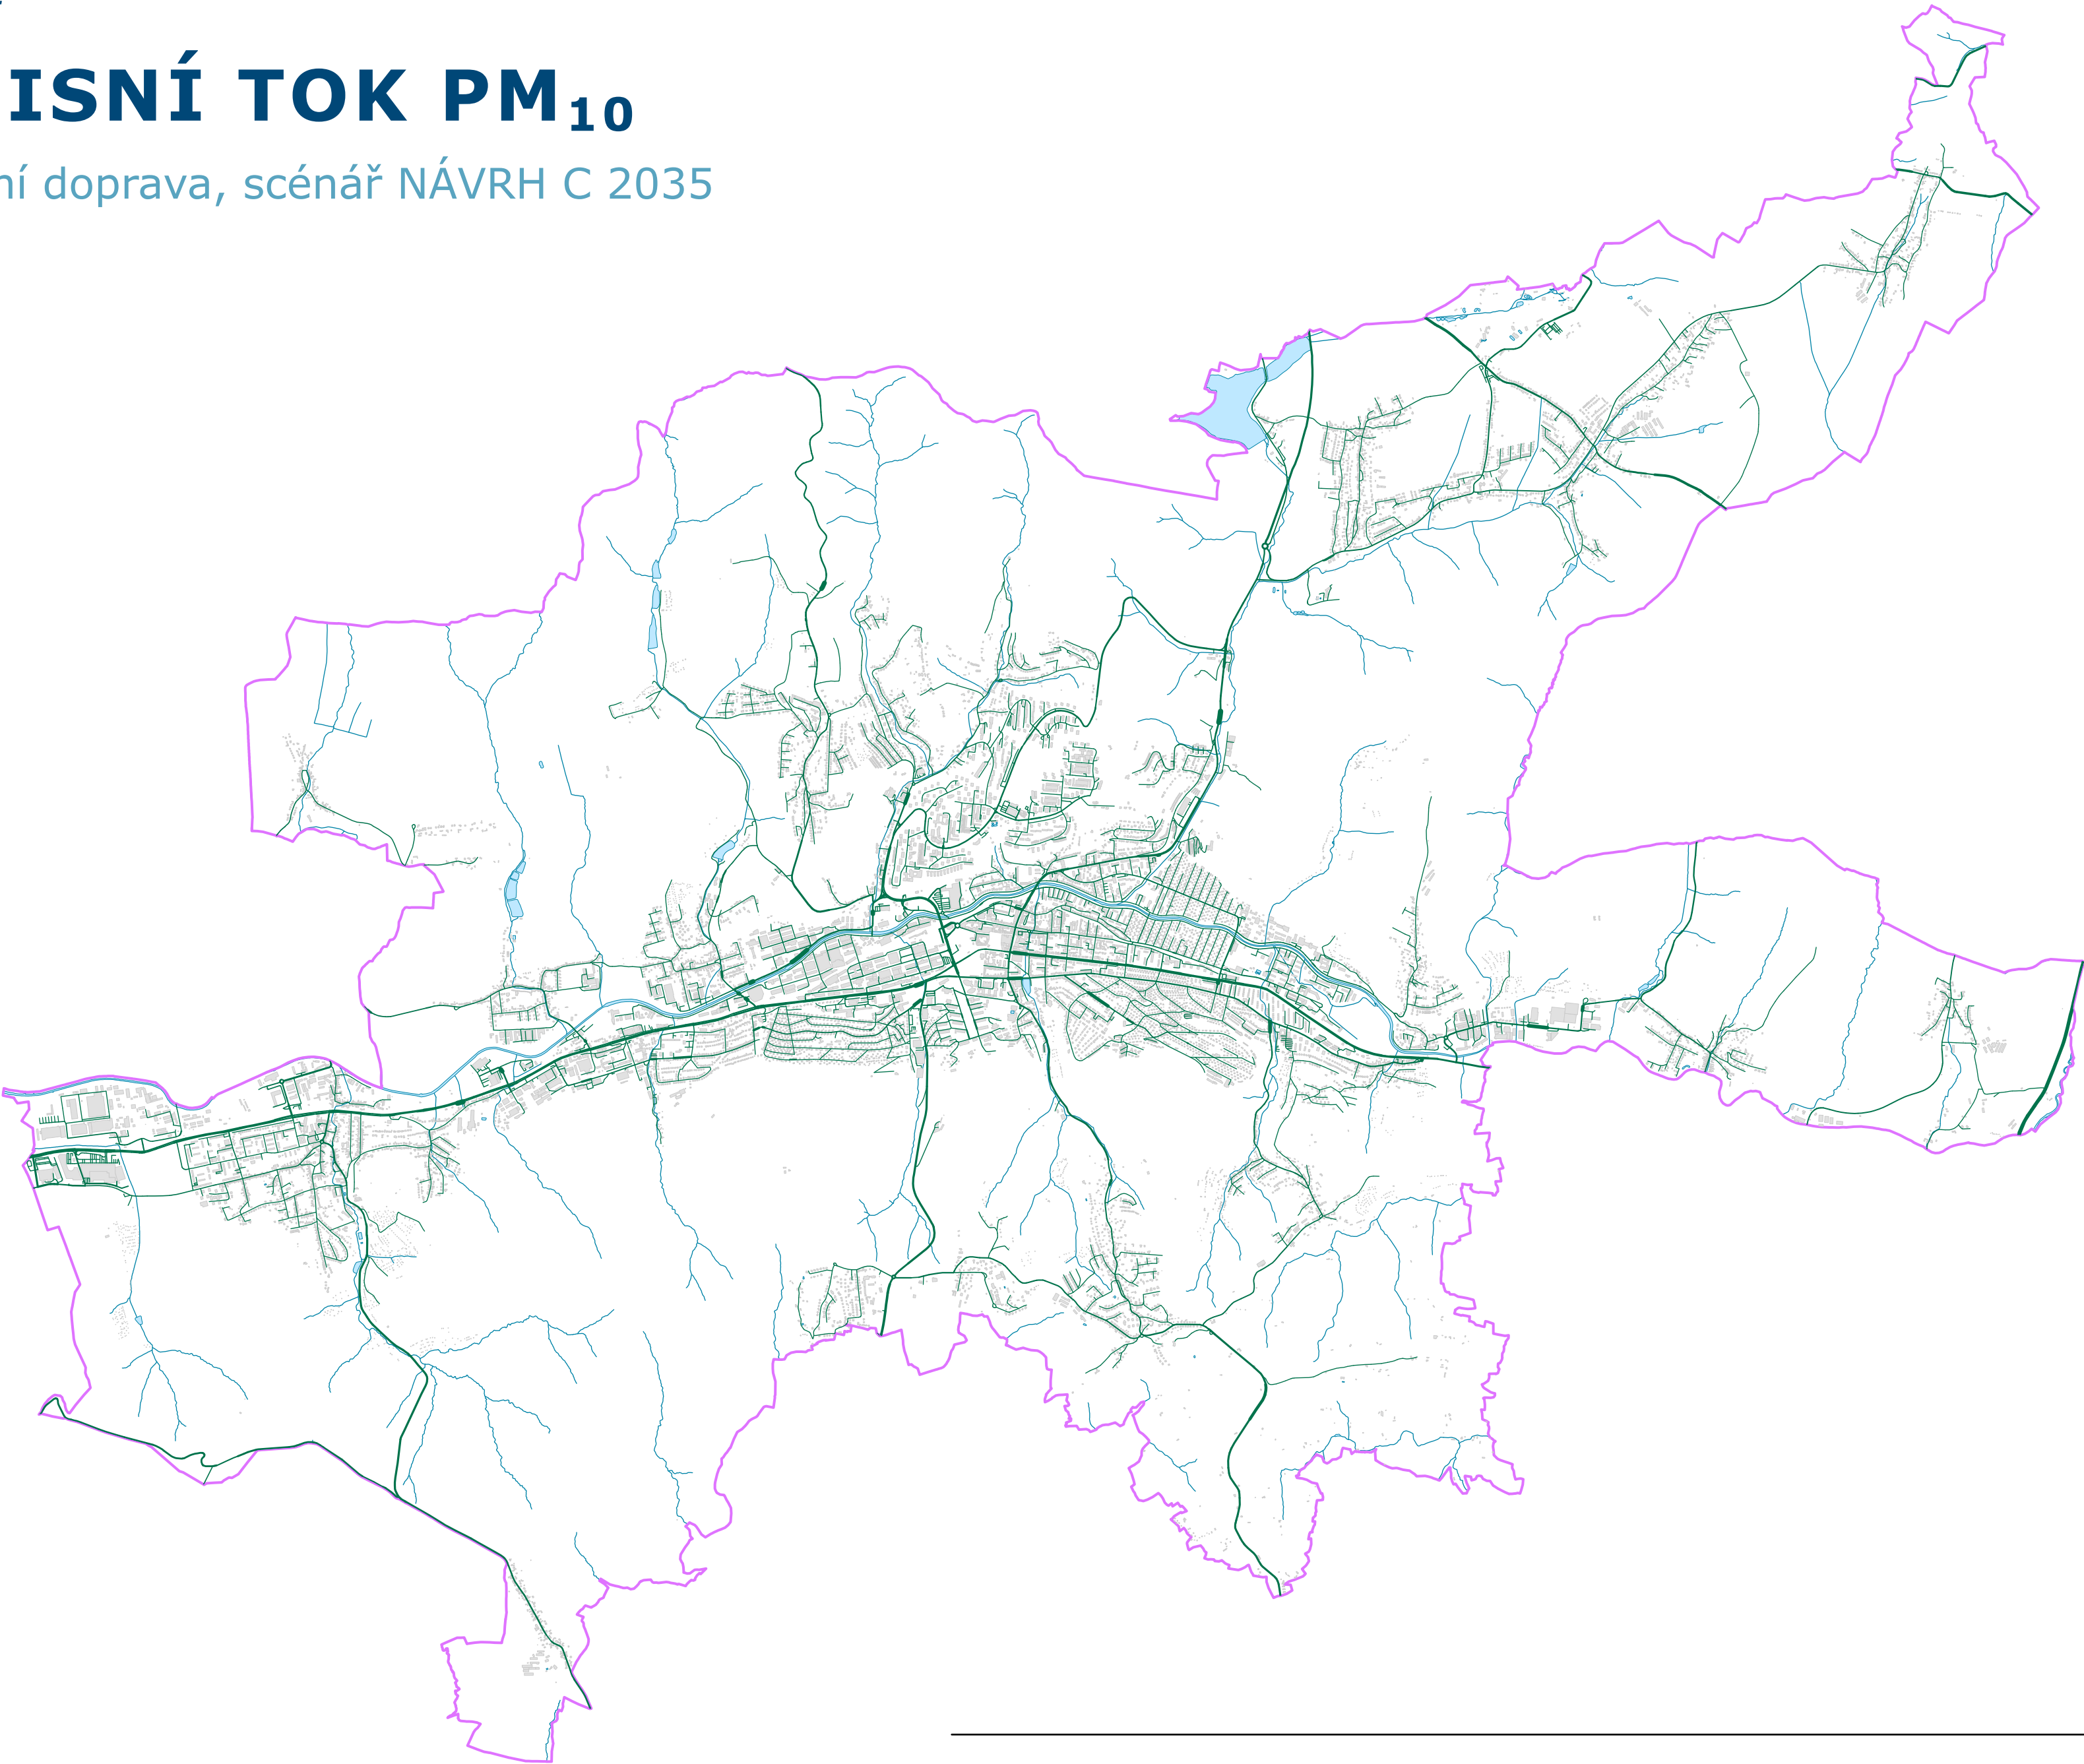 ISNÍ TOK PM₁₀
ní doprava, scénář NÁVRH C 2035